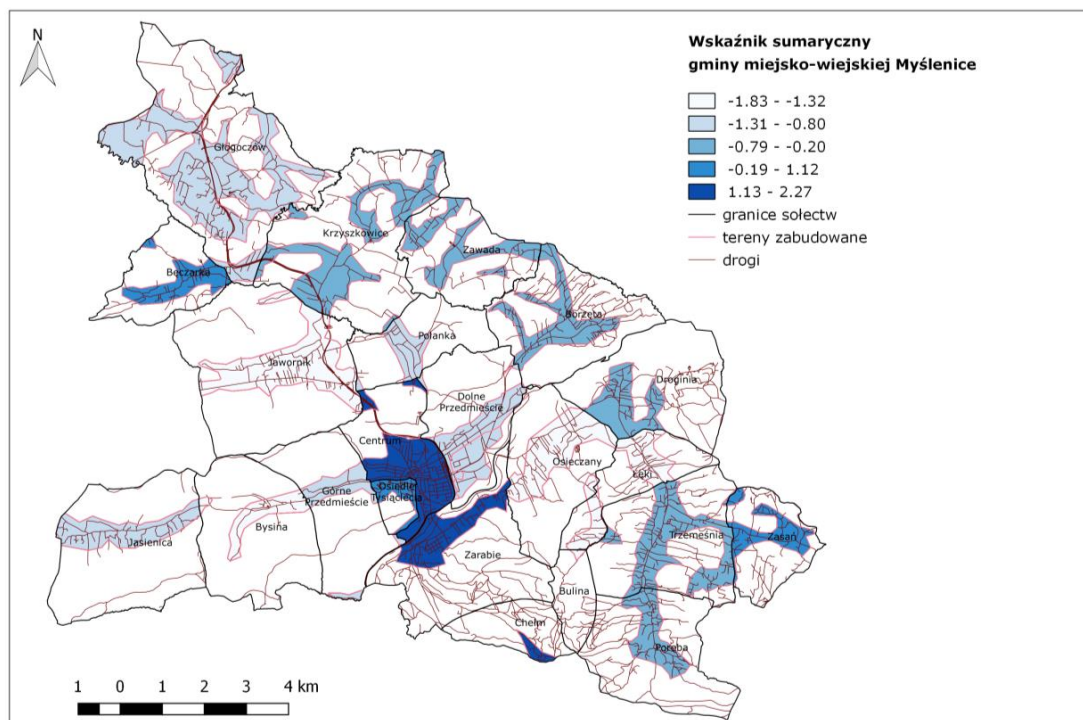 N
Wskaźnik sumaryczny
gminy miejsko-wiejskiej Myślenice
-1.83 - -1.32
-1.31 - -0.80
-0.79 - -0.20
-0.19 - 1.12
1.13 - 2.27
granice sołectw
tereny zabudowane
drogi
Głogoczów
Krzyszkowice
Zawada
Bęczarka
Borzęta
Polanka
Jawornik
Droginia
Dolne
Przedmieście
Centrum
Osieczany
Łęki
Górne
Przedmieście
Osiedle
Tysiąclecia
Bysina
Jasienica
Trzemeśnia
Zasań
Zarabie
Bulina
Chełm
Poręba
1 0 1 2 3 4 km